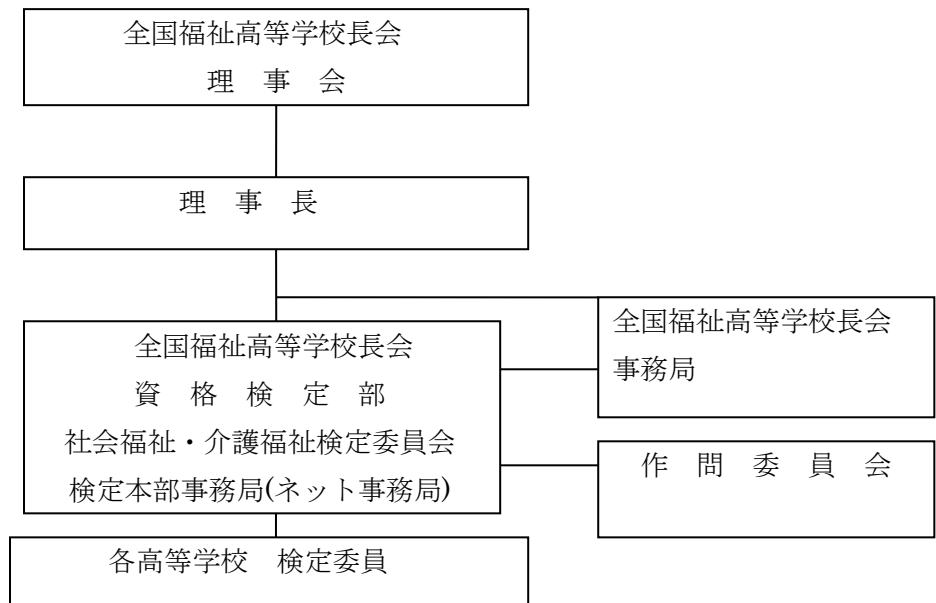 全国福祉高等学校長会
理　事　会
理　事　長
全国福祉高等学校長会
事務局
全国福祉高等学校長会
資　格　検　定　部
社会福祉・介護福祉検定委員会
検定本部事務局(ネット事務局)
作　問　委　員　会
各高等学校　検定委員